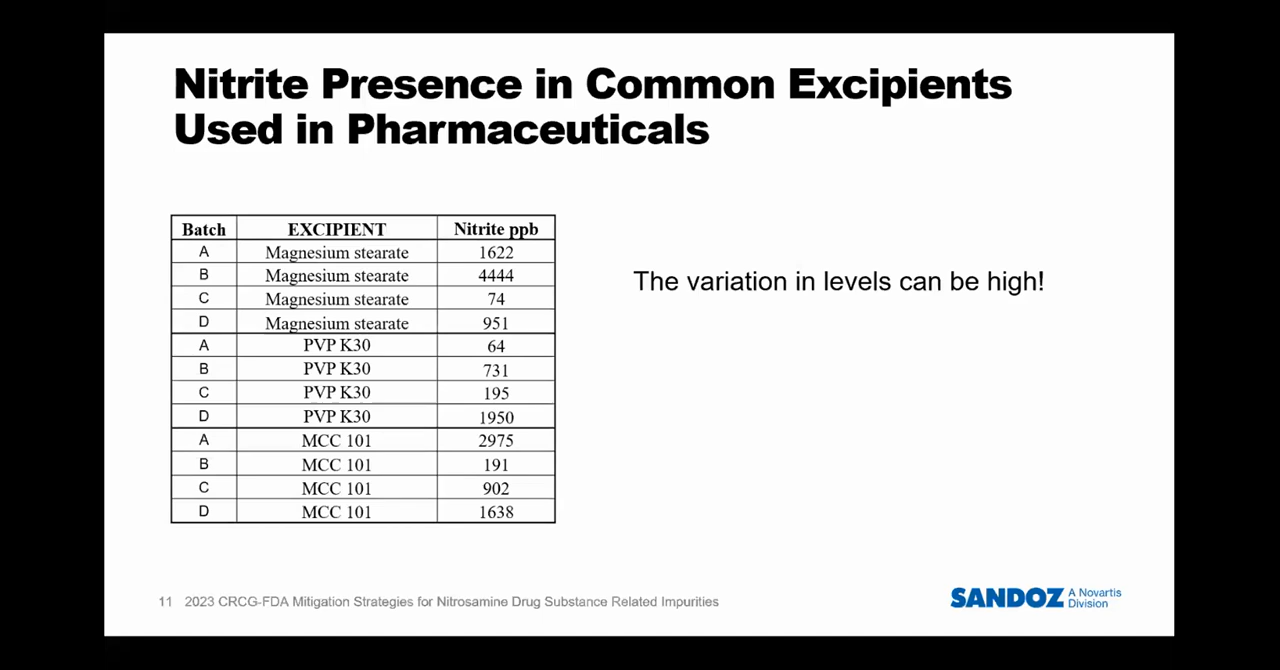 Nitrite Presence in Common Excipients
Used in Pharmaceuticals
Batch EXCIPIENT Nitrite ppb
A Magnesium stearate 1622
B Magnesium stearate 4444
C Magnesium stearate 74
D Magnesium stearate 951
A PVP K30 64
B PVP K30 731
C PVP K30 195
D PVP K30 1950
A MCC 101 2975
B MCC 101 191
C MCC 101 902
D MCC 101 1638
The variation in levels can be high!
11 2023 CRCG-FDA Mitigation Strategies for Nitrosamine Drug Substance Related Impurities
SANDOZ A Novartis
Division